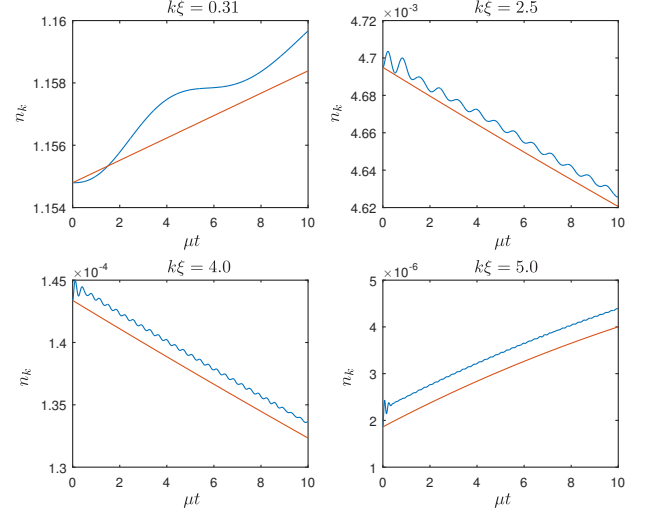 kξ = 0.31
1.16
1.158
1.156
1.154
n_k
0 2 4 6 8 10
μt
kξ = 2.5
×10⁻³
4.72
4.7
4.68
4.66
4.64
4.62
n_k
0 2 4 6 8 10
μt
kξ = 4.0
×10⁻⁴
1.45
1.4
1.35
1.3
n_k
0 2 4 6 8 10
μt
kξ = 5.0
×10⁻⁶
5
4
3
2
1
n_k
0 2 4 6 8 10
μt